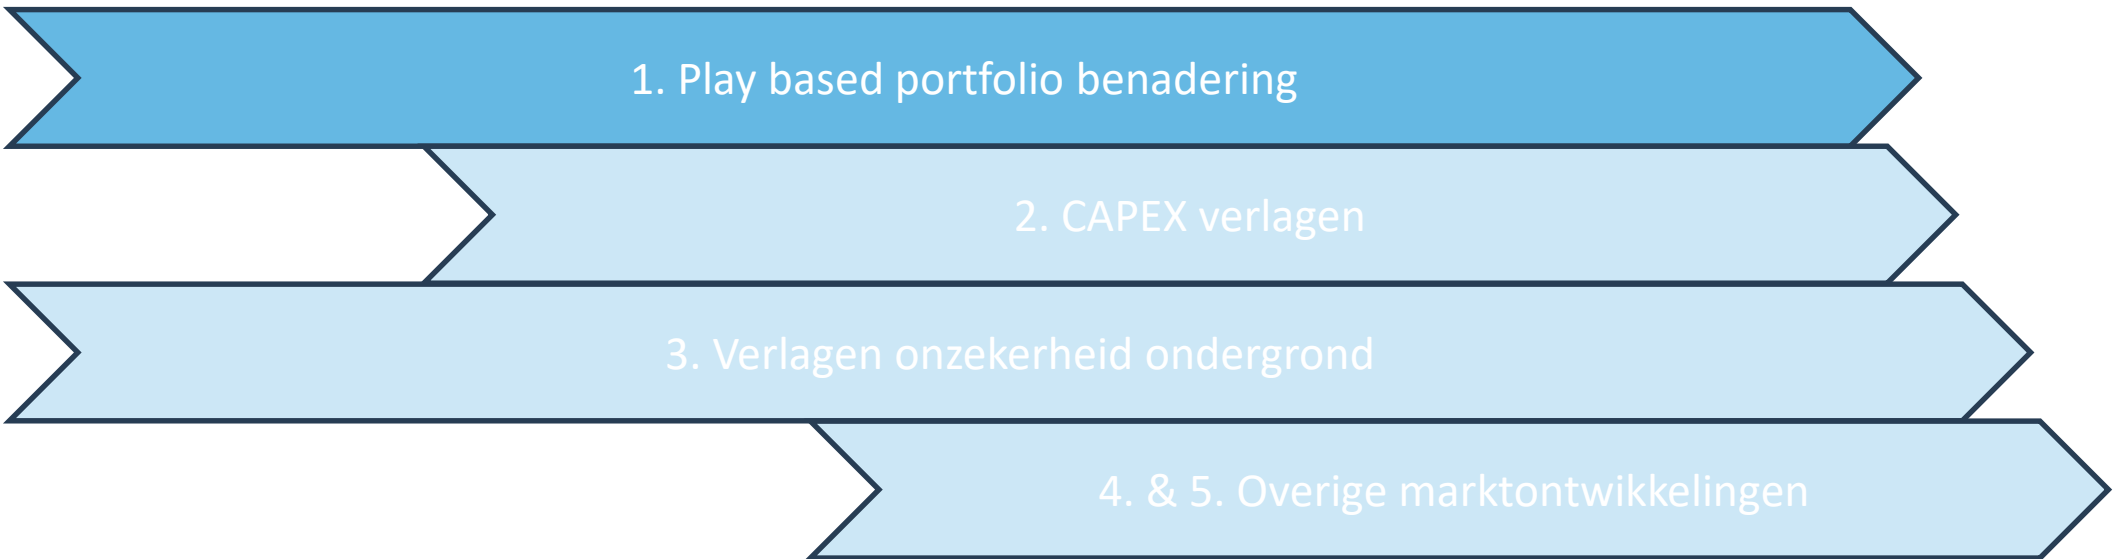 1. Play based portfolio benadering
2. CAPEX verlagen
3. Verlagen onzekerheid ondergrond
4. & 5. Overige marktontwikkelingen